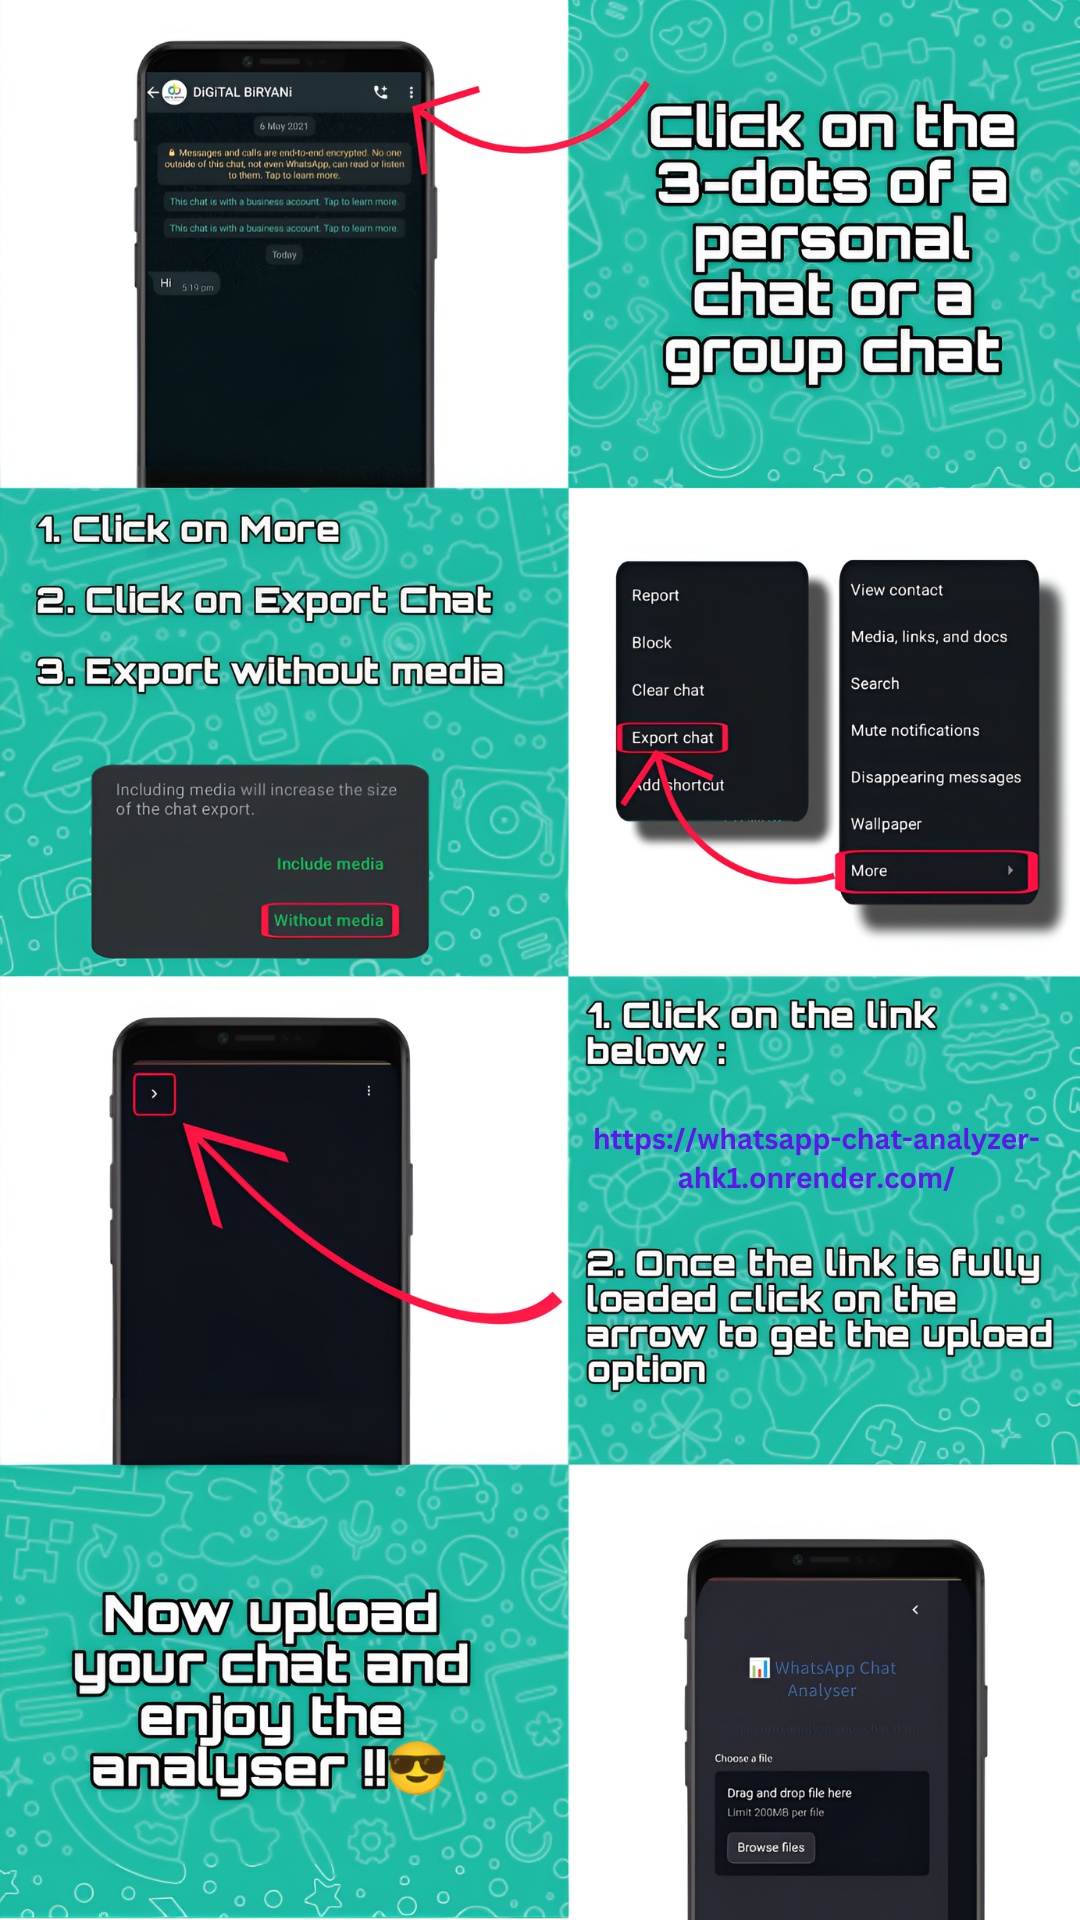 DiGiTAL BiRYANi
6 May 2021
Messages and calls are end-to-end encrypted. No one
outside of this chat, not even WhatsApp, can read or listen
to them. Tap to learn more.
This chat is with a business account. Tap to learn more.
This chat is with a business account. Tap to learn more.
Today
Hi 5:19 pm
Click on the
3-dots of a
personal
chat or a
group chat
1. Click on More
2. Click on Export Chat
3. Export without media
Including media will increase the size
of the chat export.
Include media
Without media
Report
Block
Clear chat
Export chat
Add shortcut
View contact
Media, links, and docs
Search
Mute notifications
Disappearing messages
Wallpaper
More
1. Click on the link
below :
https://whatsapp-chat-analyzer-
ahk1.onrender.com/
2. Once the link is fully
loaded click on the
arrow to get the upload
option
Now upload
your chat and
enjoy the
analyser !!😎
📊 WhatsApp Chat
Analyser
Choose a file
Drag and drop file here
Limit 200MB per file
Browse files